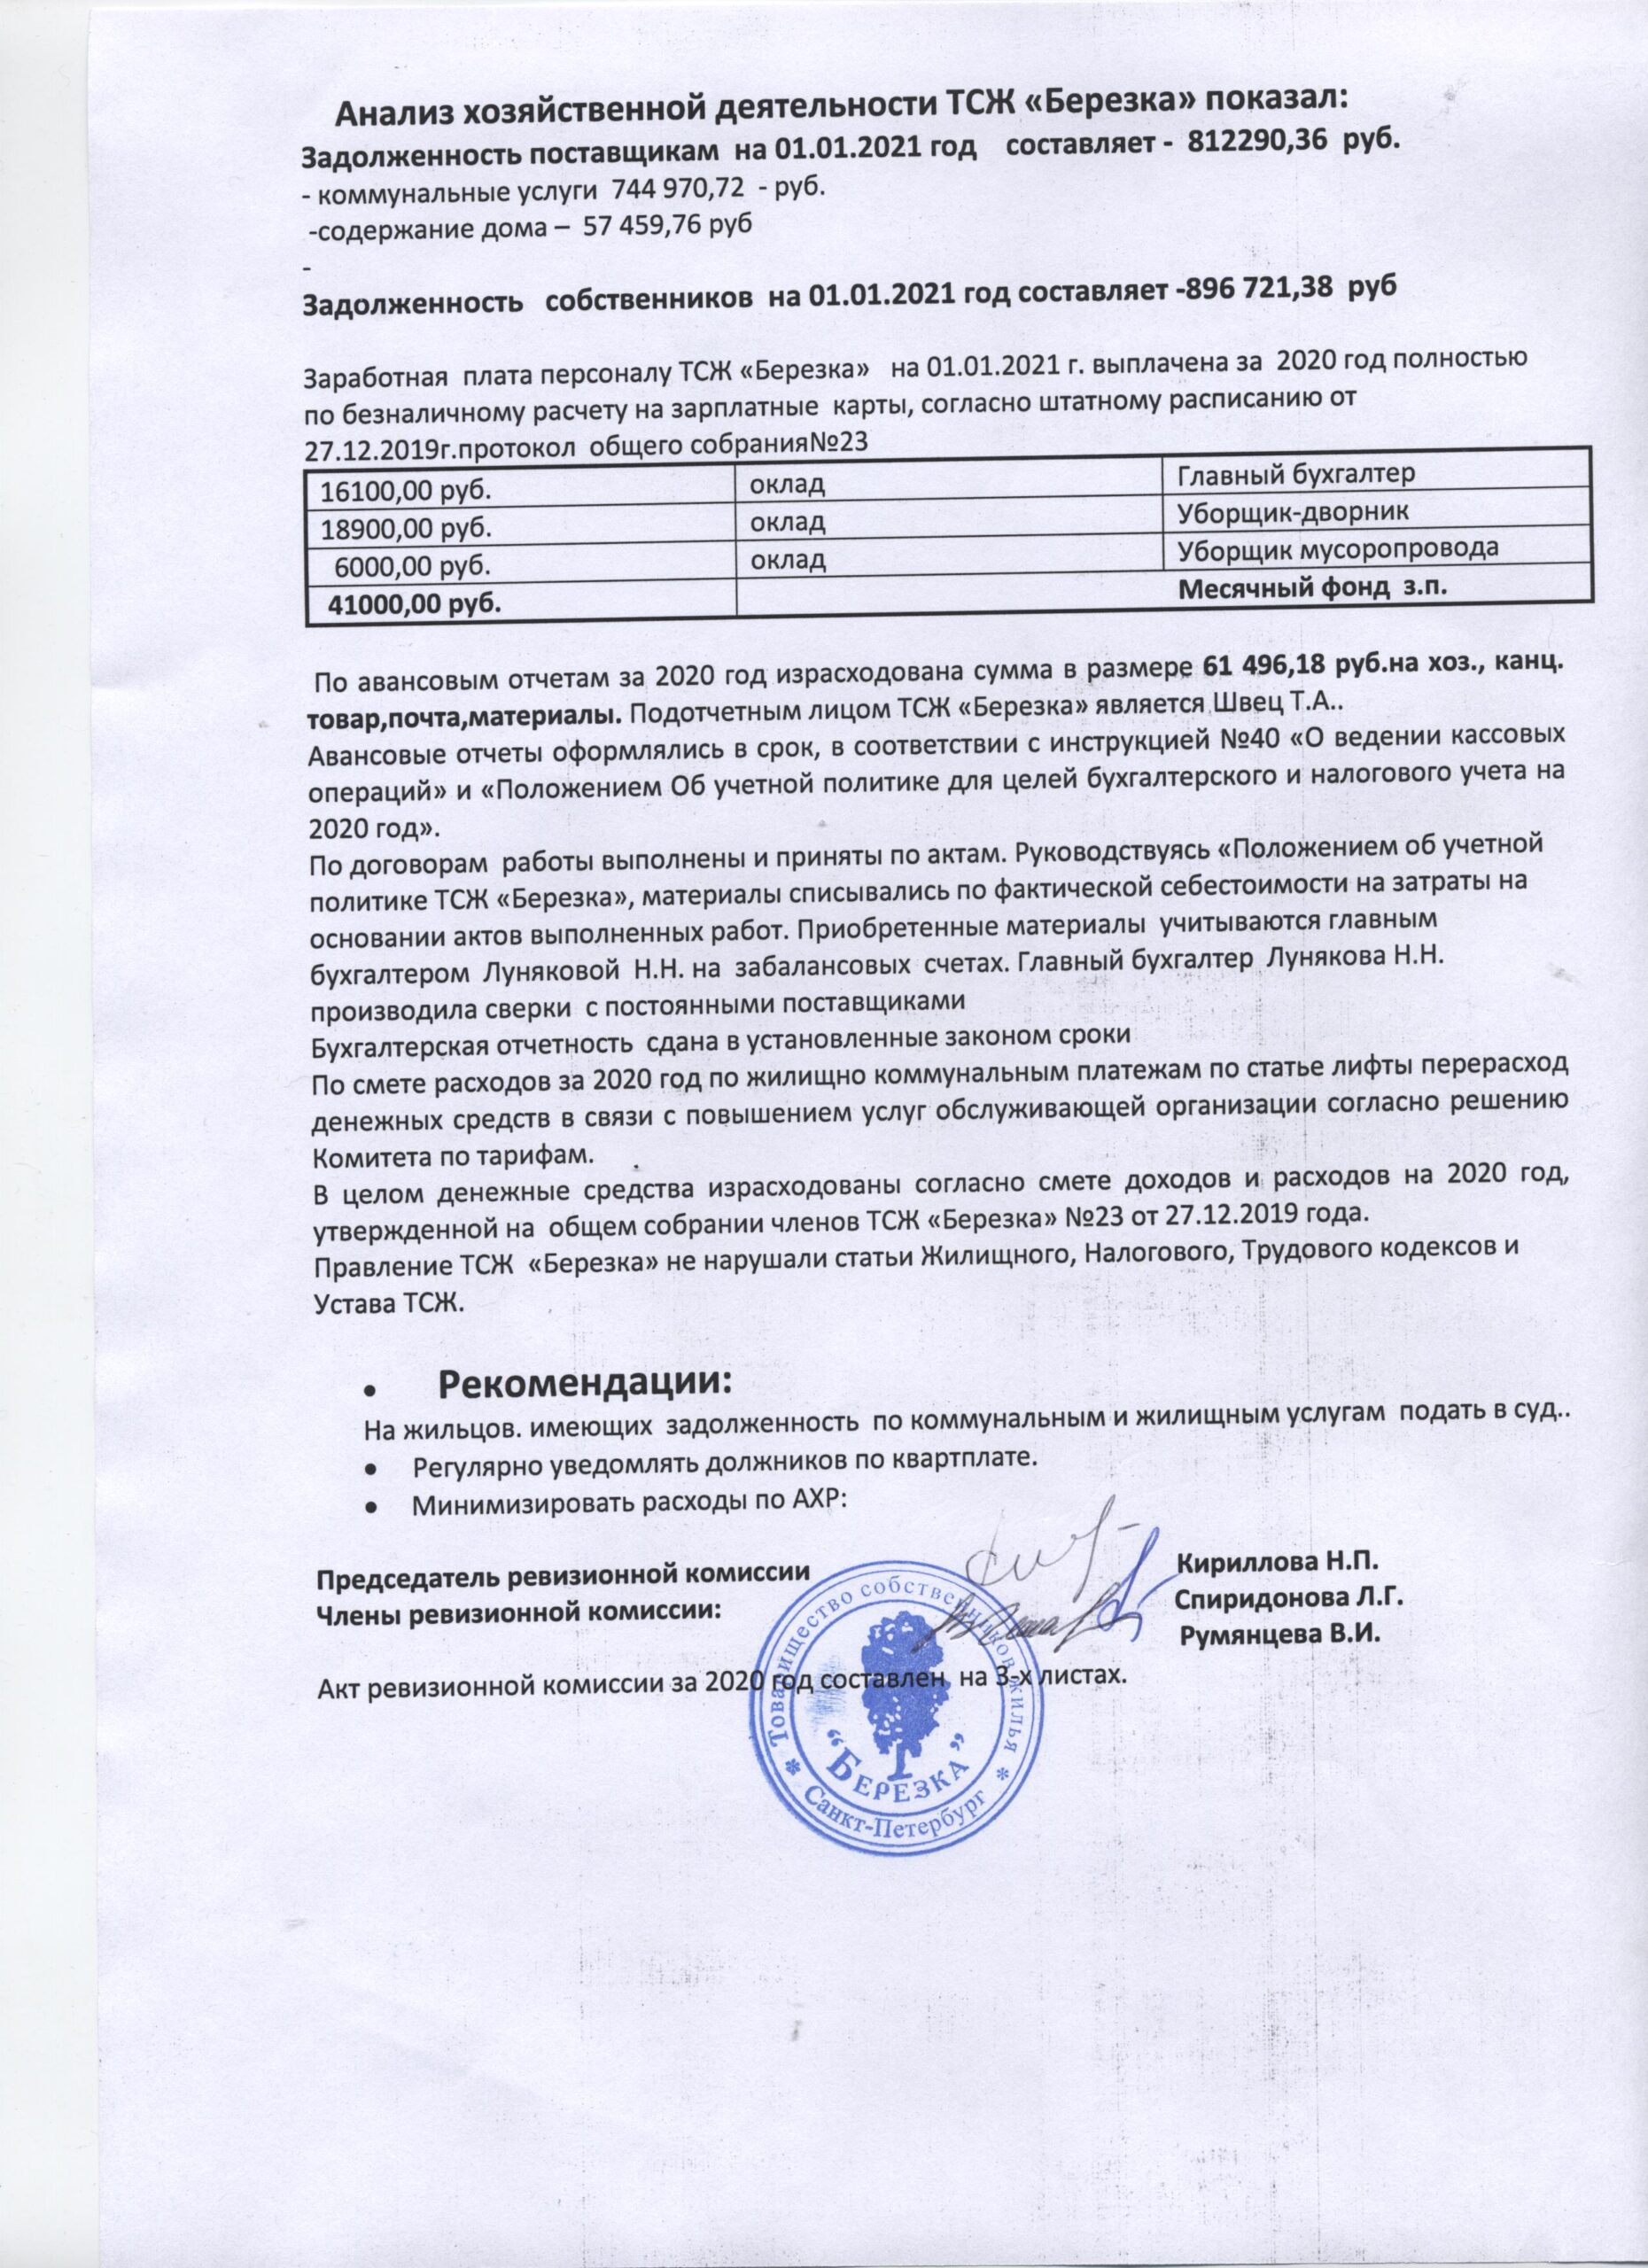 Анализ хозяйственной деятельности ТСЖ «Березка» показал:
Задолженность поставщикам на 01.01.2021 год составляет - 812290,36 руб.
- коммунальные услуги 744 970,72 - руб.
-содержание дома – 57 459,76 руб
-
Задолженность собственников на 01.01.2021 год составляет -896 721,38 руб
Заработная плата персоналу ТСЖ «Березка» на 01.01.2021 г. выплачена за 2020 год полностью
по безналичному расчету на зарплатные карты, согласно штатному расписанию от
27.12.2019г.протокол общего собрания№23
16100,00 руб. оклад Главный бухгалтер
18900,00 руб. оклад Уборщик-дворник
6000,00 руб. оклад Уборщик мусоропровода
41000,00 руб. Месячный фонд з.п.
По авансовым отчетам за 2020 год израсходована сумма в размере 61 496,18 руб.на хоз., канц.
товар,почта,материалы. Подотчетным лицом ТСЖ «Березка» является Швец Т.А..
Авансовые отчеты оформлялись в срок, в соответствии с инструкцией №40 «О ведении кассовых
операций» и «Положением Об учетной политике для целей бухгалтерского и налогового учета на
2020 год».
По договорам работы выполнены и приняты по актам. Руководствуясь «Положением об учетной
политике ТСЖ «Березка», материалы списывались по фактической себестоимости на затраты на
основании актов выполненных работ. Приобретенные материалы учитываются главным
бухгалтером Луняковой Н.Н. на забалансовых счетах. Главный бухгалтер Лунякова Н.Н.
производила сверки с постоянными поставщиками
Бухгалтерская отчетность сдана в установленные законом сроки
По смете расходов за 2020 год по жилищно коммунальным платежам по статье лифты перерасход
денежных средств в связи с повышением услуг обслуживающей организации согласно решению
Комитета по тарифам.
В целом денежные средства израсходованы согласно смете доходов и расходов на 2020 год,
утвержденной на общем собрании членов ТСЖ «Березка» №23 от 27.12.2019 года.
Правление ТСЖ «Березка» не нарушали статьи Жилищного, Налогового, Трудового кодексов и
Устава ТСЖ.
• Рекомендации:
На жильцов. имеющих задолженность по коммунальным и жилищным услугам подать в суд..
• Регулярно уведомлять должников по квартплате.
• Минимизировать расходы по АХР:
Председатель ревизионной комиссии Кириллова Н.П.
Члены ревизионной комиссии: Спиридонова Л.Г.
Румянцева В.И.
Акт ревизионной комиссии за 2020 год составлен на 3-х листах.
Товарищество собственников жилья
"БЕРЕЗКА"
* Санкт-Петербург *